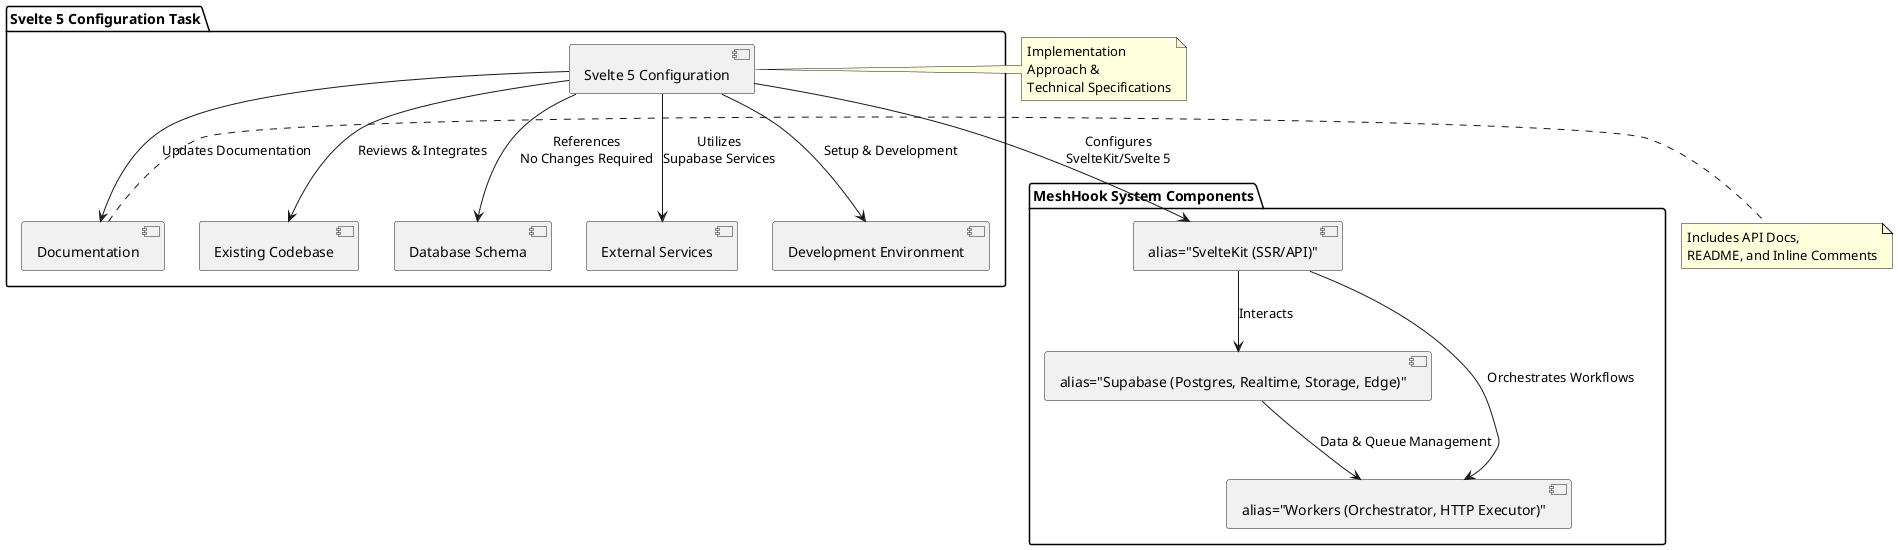 Svelte 5 Configuration Task
Svelte 5 Configuration
Implementation
Approach &
Technical Specifications
Updates Documentation
Reviews & Integrates
References
No Changes Required
Utilizes
Supabase Services
Setup & Development
Configures
SvelteKit/Svelte 5
MeshHook System Components
Documentation
Existing Codebase
Database Schema
External Services
Development Environment
alias="SvelteKit (SSR/API)"
Includes API Docs,
README, and Inline Comments
Interacts
alias="Supabase (Postgres, Realtime, Storage, Edge)"
Orchestrates Workflows
Data & Queue Management
alias="Workers (Orchestrator, HTTP Executor)"